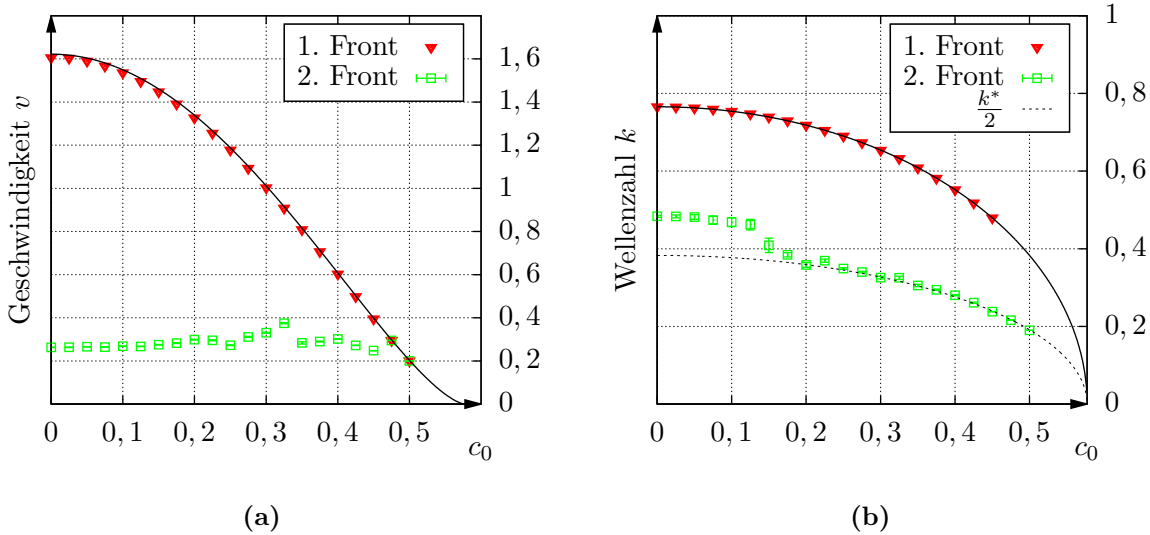 Geschwindigkeit v
1. Front
2. Front
1, 6
1, 4
1, 2
1
0, 8
0, 6
0, 4
0, 2
0
0 0, 1 0, 2 0, 3 0, 4 0, 5 c₀
(a)
Wellenzahl k
1. Front
2. Front
k*/2
1
0, 8
0, 6
0, 4
0, 2
0
0 0, 1 0, 2 0, 3 0, 4 0, 5 c₀
(b)